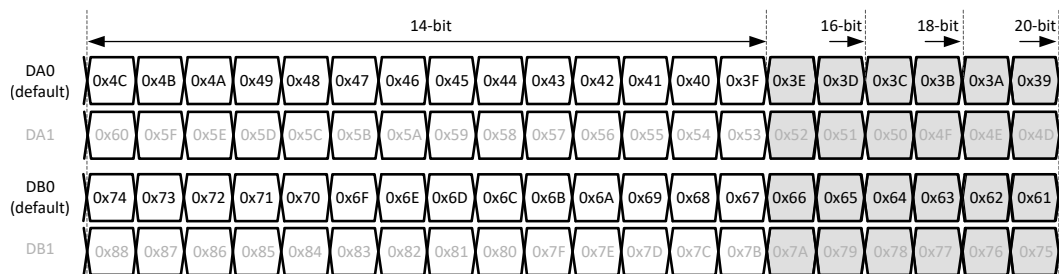 14-bit 16-bit 18-bit 20-bit
DA0 (default) 0x4C 0x4B 0x4A 0x49 0x48 0x47 0x46 0x45 0x44 0x43 0x42 0x41 0x40 0x3F 0x3E 0x3D 0x3C 0x3B 0x3A 0x39
DA1 0x60 0x5F 0x5E 0x5D 0x5C 0x5B 0x5A 0x59 0x58 0x57 0x56 0x55 0x54 0x53 0x52 0x51 0x50 0x4F 0x4E 0x4D
DB0 (default) 0x74 0x73 0x72 0x71 0x70 0x6F 0x6E 0x6D 0x6C 0x6B 0x6A 0x69 0x68 0x67 0x66 0x65 0x64 0x63 0x62 0x61
DB1 0x88 0x87 0x86 0x85 0x84 0x83 0x82 0x81 0x80 0x7F 0x7E 0x7D 0x7C 0x7B 0x7A 0x79 0x78 0x77 0x76 0x75